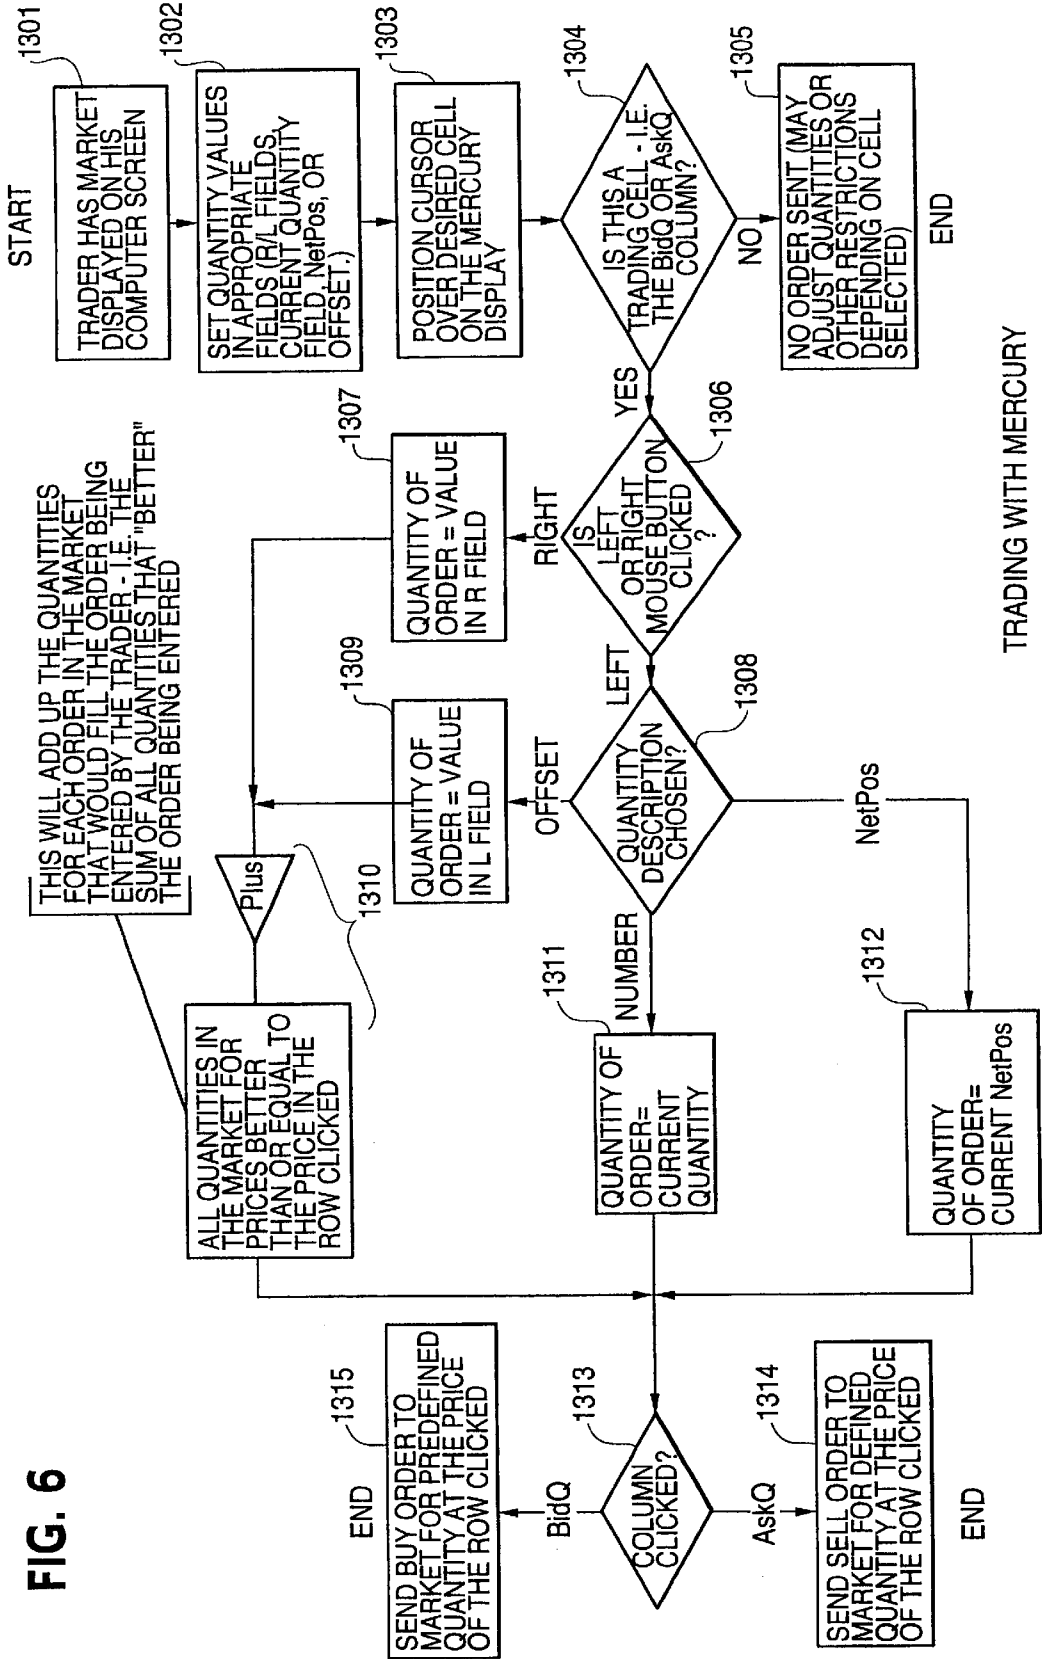 START
1301
TRADER HAS MARKET
DISPLAYED ON HIS
COMPUTER SCREEN
1302
SET QUANTITY VALUES
IN APPROPRIATE
FIELDS (R/L FIELDS,
CURRENT QUANTITY
FIELD, NetPos, OR
OFFSET.)
1303
POSITION CURSOR
OVER DESIRED CELL
ON THE MERCURY
DISPLAY
1304
IS THIS A
TRADING CELL - I.E.
THE BidQ OR AskQ
COLUMN?
NO
1305
NO ORDER SENT (MAY
ADJUST QUANTITIES OR
OTHER RESTRICTIONS
DEPENDING ON CELL
SELECTED)
END
YES
1306
IS
LEFT
OR RIGHT
MOUSE BUTTON
CLICKED
?
RIGHT
1307
QUANTITY OF
ORDER = VALUE
IN R FIELD
LEFT
1308
QUANTITY
DESCRIPTION
CHOSEN?
OFFSET
1309
QUANTITY OF
ORDER = VALUE
IN L FIELD
Plus
1310
THIS WILL ADD UP THE QUANTITIES
FOR EACH ORDER IN THE MARKET
THAT WOULD FILL THE ORDER BEING
ENTERED BY THE TRADER - I.E. THE
SUM OF ALL QUANTITIES THAT "BETTER"
THE ORDER BEING ENTERED
ALL QUANTITIES IN
THE MARKET FOR
PRICES BETTER
THAN OR EQUAL TO
THE PRICE IN THE
ROW CLICKED
NUMBER
1311
QUANTITY OF
ORDER=
CURRENT
QUANTITY
NetPos
1312
QUANTITY
OF ORDER=
CURRENT NetPos
1313
COLUMN
CLICKED?
BidQ
1315
SEND BUY ORDER TO
MARKET FOR PREDEFINED
QUANTITY AT THE PRICE
OF THE ROW CLICKED
END
AskQ
1314
SEND SELL ORDER TO
MARKET FOR DEFINED
QUANTITY AT THE PRICE
OF THE ROW CLICKED
END
TRADING WITH MERCURY
FIG. 6